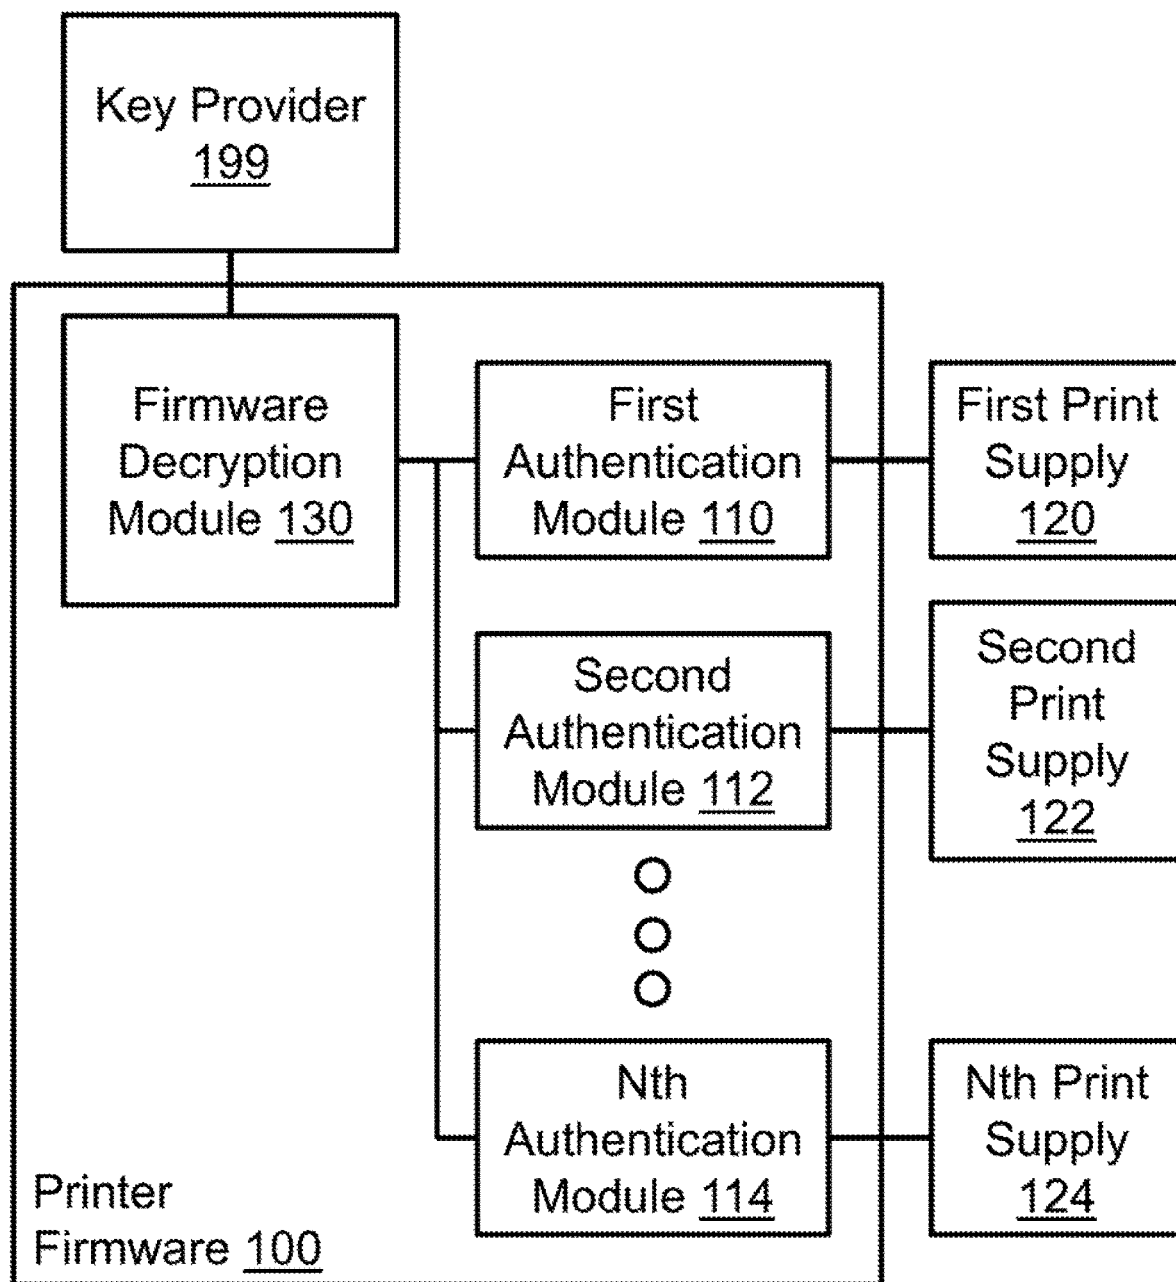 Key Provider
199
Firmware
Decryption
Module 130
First
Authentication
Module 110
First Print
Supply
120
Second
Authentication
Module 112
Second
Print
Supply
122
Nth
Authentication
Module 114
Nth Print
Supply
124
Printer
Firmware 100